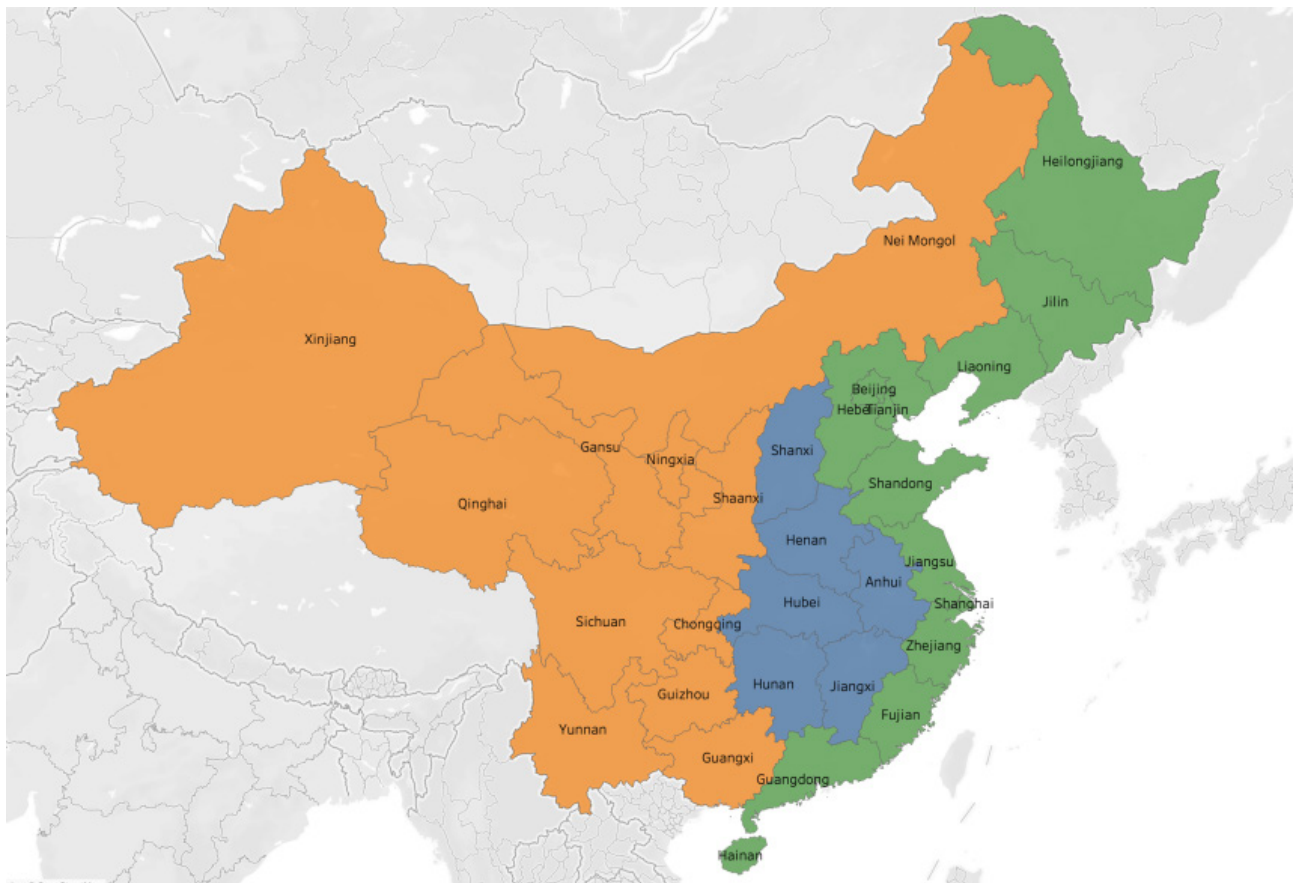 Heilongjiang
Nei Mongol
Jilin
Xinjiang
Liaoning
Beijing
Hebei
Tianjin
Shanxi
Gansu
Ningxia
Shandong
Shaanxi
Qinghai
Henan
Jiangsu
Anhui
Hubei
Shanghai
Sichuan
Chongqing
Zhejiang
Hunan
Jiangxi
Guizhou
Fujian
Yunnan
Guangxi
Guangdong
Hainan